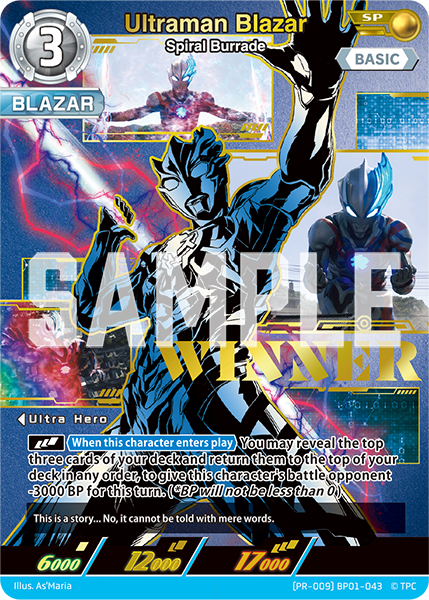 3
Ultraman Blazar
Spiral Burrade
SP
BASIC
BLAZAR
SAMPLE
WINNER
Ultra Hero
When this character enters play You may reveal the top
three cards of your deck and return them to the top of your
deck in any order, to give this character's battle opponent
-3000 BP for this turn. (*BP will not be less than 0)
This is a story... No, it cannot be told with mere words.
6000 12000 17000
Illus. As'Maria [PR-009] BP01-043 © TPC